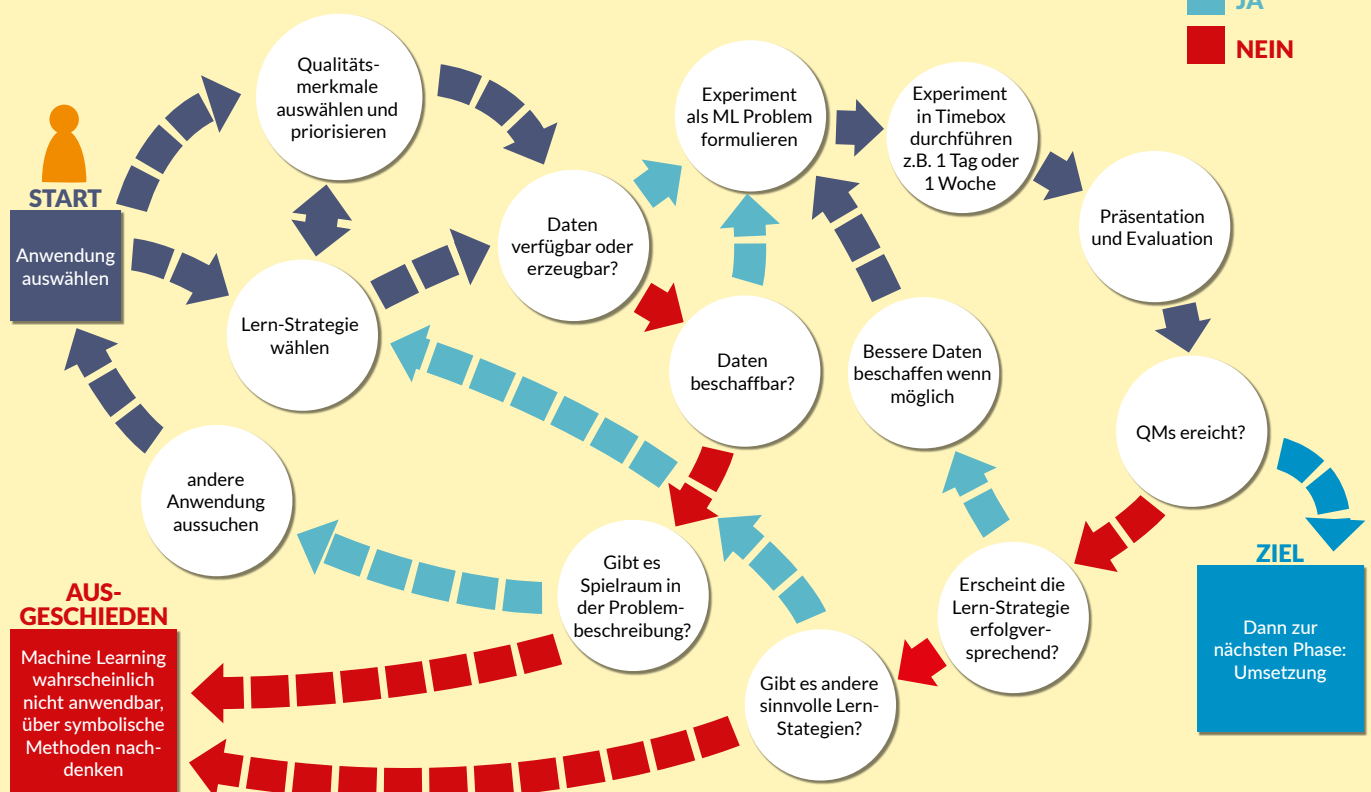 JA
NEIN
START
Anwendung
auswählen
Qualitäts-
merkmale
auswählen und
priorisieren
Lern-Strategie
wählen
Daten
verfügbar oder
erzeugbar?
Experiment
als ML Problem
formulieren
Experiment
in Timebox
durchführen
z.B. 1 Tag oder
1 Woche
Präsentation
und Evaluation
Daten
beschaffbar?
Bessere Daten
beschaffen wenn
möglich
QMs ereicht?
andere
Anwendung
aussuchen
Gibt es
Spielraum in
der Problem-
beschreibung?
Erscheint die
Lern-Strategie
erfolgver-
sprechend?
Gibt es andere
sinnvolle Lern-
Stategien?
ZIEL
Dann zur
nächsten Phase:
Umsetzung
AUS-
GESCHIEDEN
Machine Learning
wahrscheinlich
nicht anwendbar,
über symbolische
Methoden nach-
denken